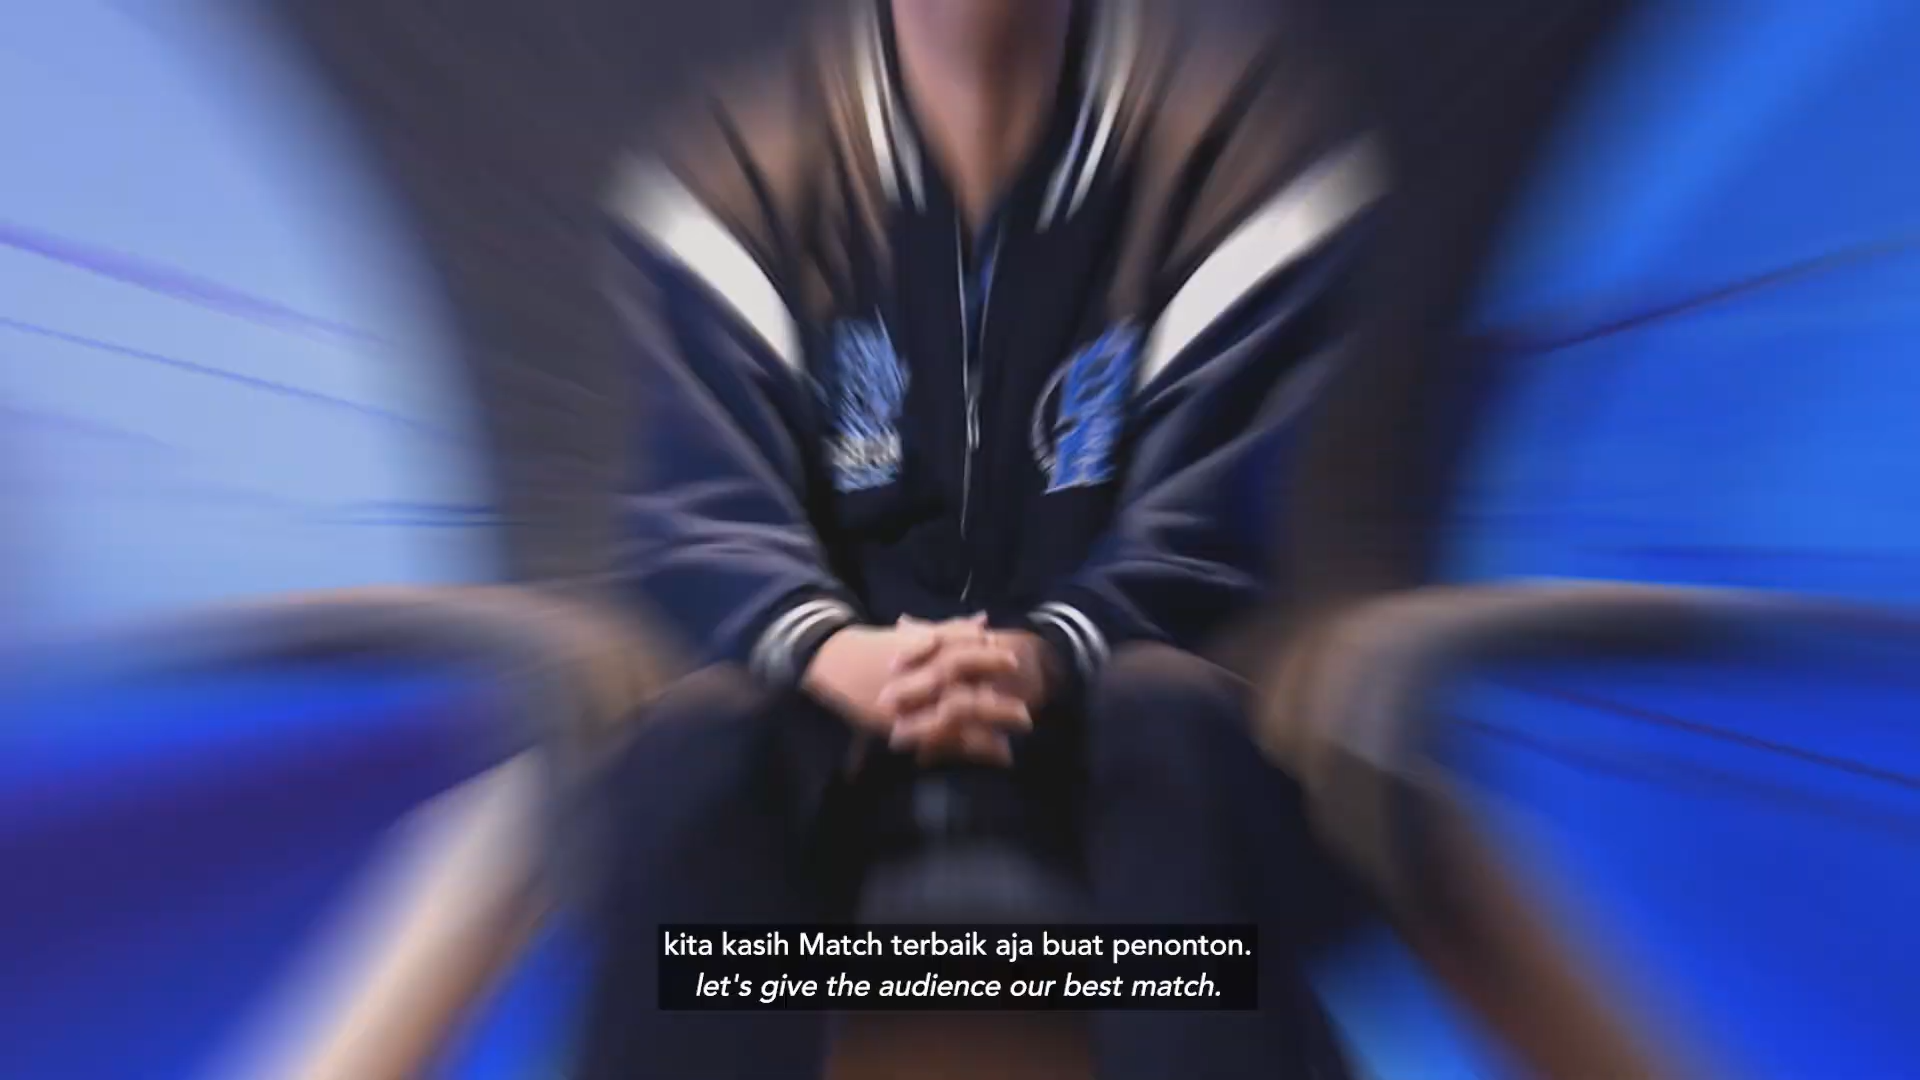 kita kasih Match terbaik aja buat penonton.
let's give the audience our best match.